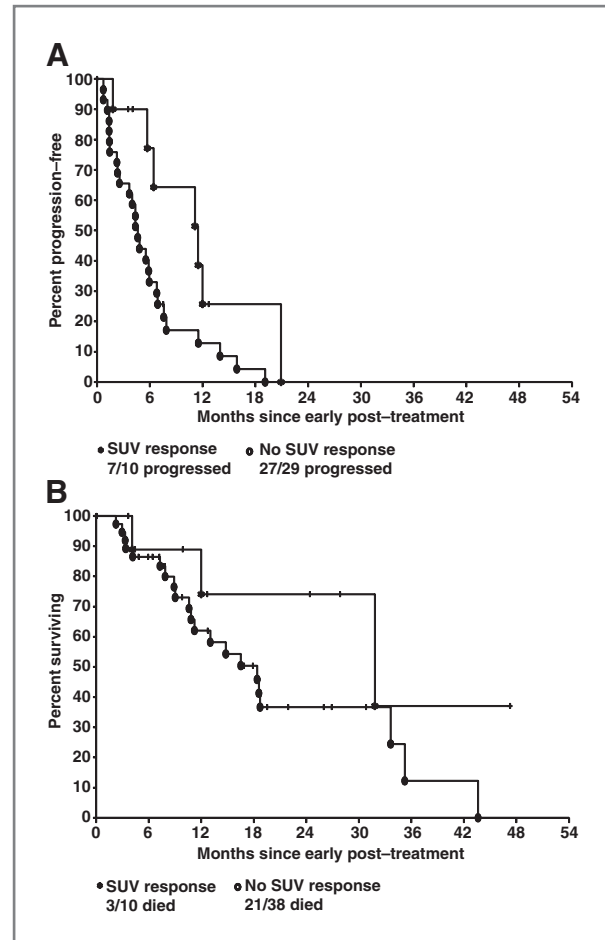 A
Percent progression–free
100
90
80
70
60
50
40
30
20
10
0
0 6 12 18 24 30 36 42 48 54
Months since early post–treatment
SUV response No SUV response
7/10 progressed 27/29 progressed
B
Percent surviving
100
90
80
70
60
50
40
30
20
10
0
0 6 12 18 24 30 36 42 48 54
Months since early post–treatment
SUV response No SUV response
3/10 died 21/38 died